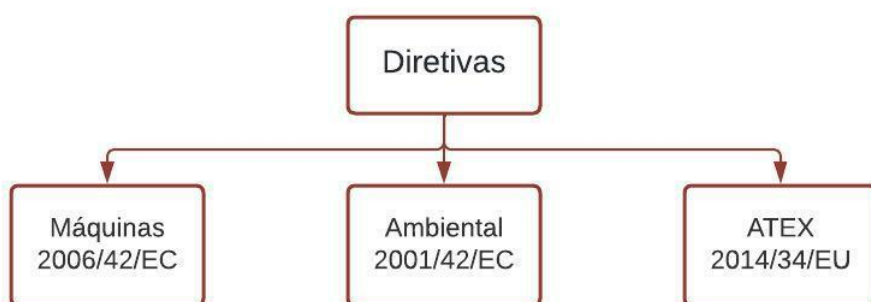 Diretivas
Máquinas
2006/42/EC
Ambiental
2001/42/EC
ATEX
2014/34/EU